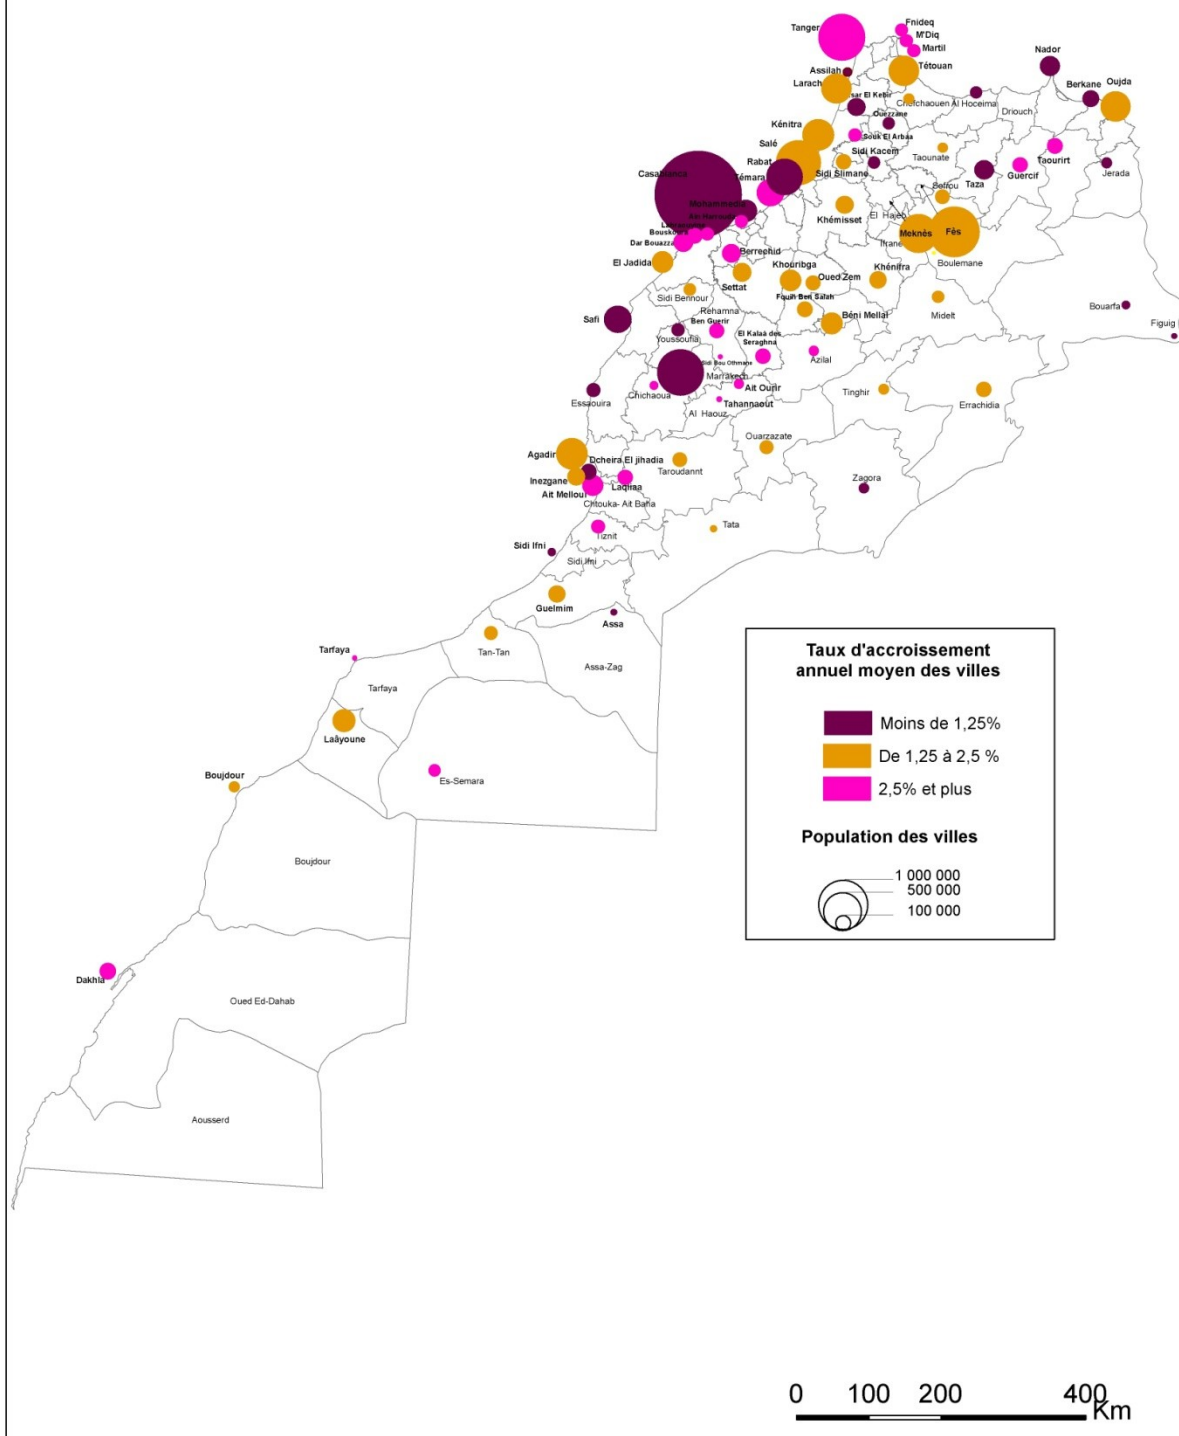 Fnideq
Tanger
M'Diq
Martil
Nador
Assilah
Tétouan
Berkane
Oujda
Larach
sar El Kebir
Chefchaouen
Al Hoceima
Driouch
Ouezzane
Kénitra
Souk El Arbaa
Salé
Sidi Kacem
Taounate
Taourirt
Rabat
Sidi Slimane
Guercif
Jerada
Casablanca
Témara
Taza
Sefrou
Mohammedia
Khémisset
El Hajeb
Ain Harrouda
Bouskoura
Meknès
Fès
Dar Bouazza
Ifrane
Berrechid
El Jadida
Khouribga
Oued Zem
Khénifra
Boulemane
Settat
Sidi Bennour
Fquih Ben Salah
Bouarfa
Rehamna
Midelt
Safi
Ben Guerir
Béni Mellal
Figuig
Youssoufia
El Kalaâ des
Seraghna
Sidi Bou Othmane
Azilal
Marrakech
Chichaoua
Ait Ourir
Tinghir
Errachidia
Essaouira
Tahannaout
Al Haouz
Ouarzazate
Agadir
Dcheira El jihadia
Taroudannt
Inezgane
Zagora
Ait Melloul
Laqliaa
Chtouka- Ait Baha
Tata
Tiznit
Sidi Ifni
Sidi Ifni
Guelmim
Assa
Tarfaya
Tan-Tan
Assa-Zag
Tarfaya
Laâyoune
Boujdour
Es-Semara
Boujdour
Dakhla
Oued Ed-Dahab
Aousserd
Taux d'accroissement
annuel moyen des villes
Moins de 1,25%
De 1,25 à 2,5 %
2,5% et plus
Population des villes
1 000 000
500 000
100 000
0 100 200 400
Km